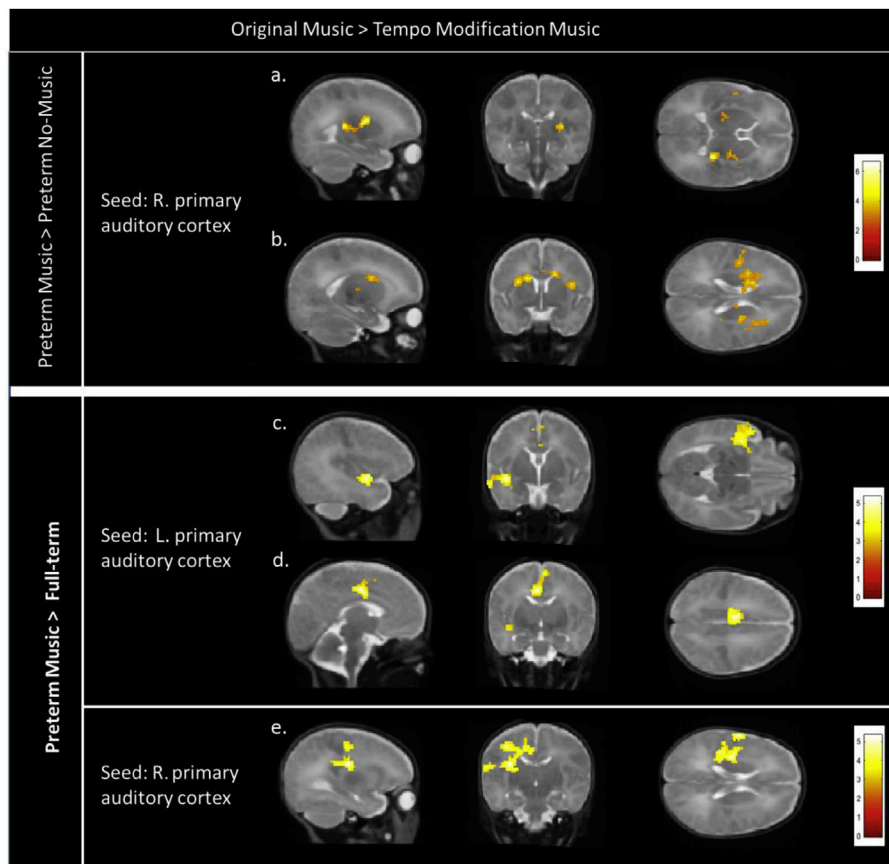 Original Music > Tempo Modification Music
Preterm Music > Preterm No-Music
Seed: R. primary
auditory cortex
a.
b.
6
4
2
0
Preterm Music > Full-term
Seed: L. primary
auditory cortex
c.
d.
5
4
3
2
1
0
Seed: R. primary
auditory cortex
e.
5
4
3
2
1
0